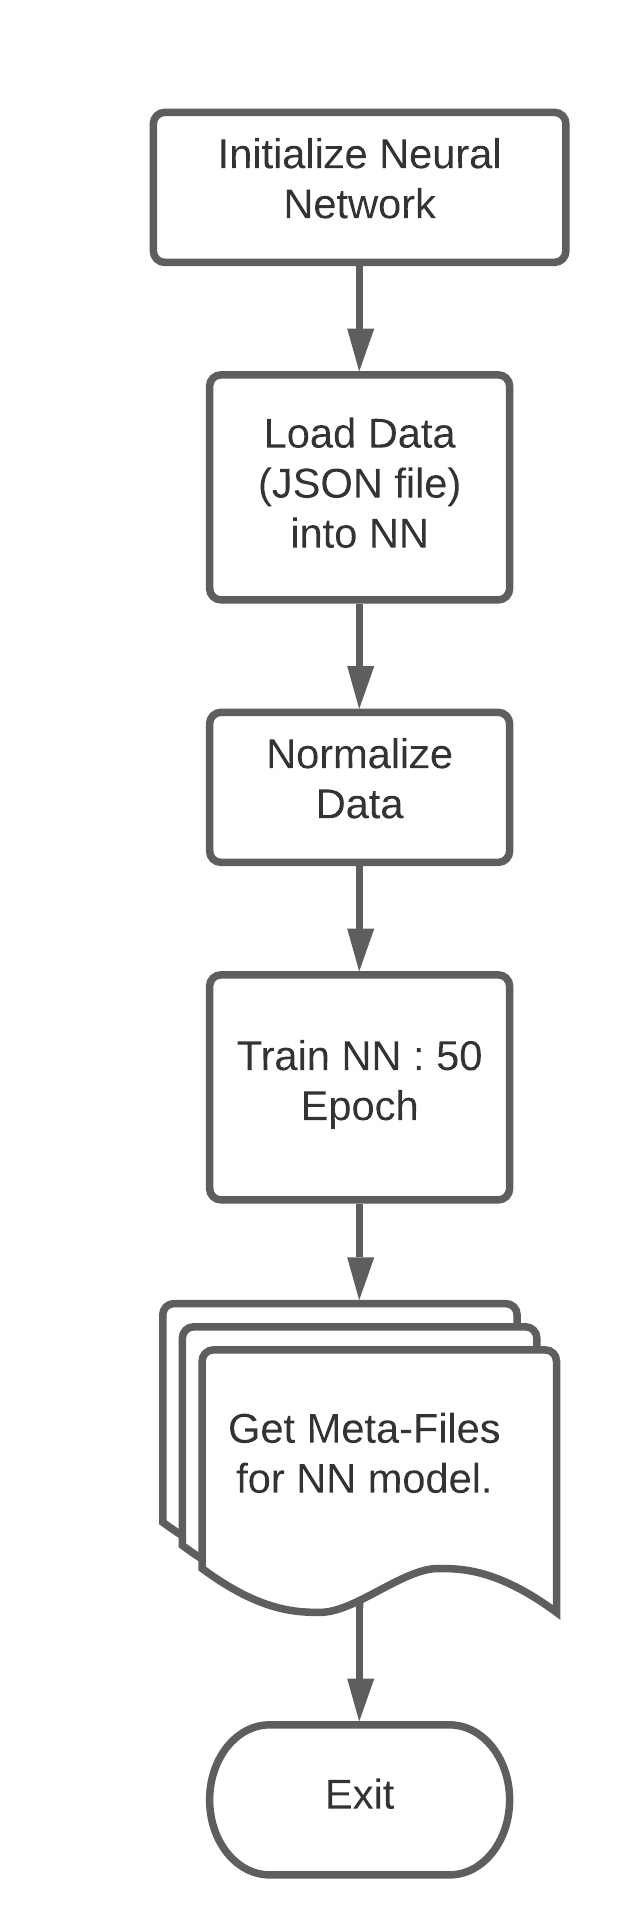 Initialize Neural
Network
Load Data
(JSON file)
into NN
Normalize
Data
Train NN : 50
Epoch
Get Meta-Files
for NN model.
Exit